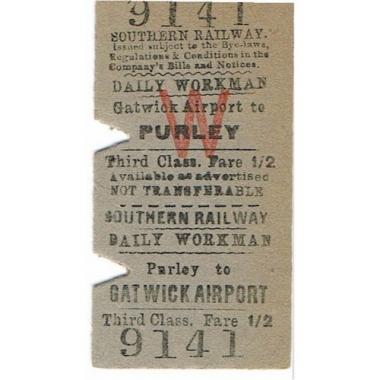 9141
SOUTHERN RAILWAY.
Issued subject to the Bye-laws,
Regulations & Conditions in the
Company's Bills and Notices.
DAILY WORKMAN
Gatwick Airport to
W
PURLEY
Third Class. Fare 1/2
Available as advertised
NOT TRANSFERABLE
SOUTHERN RAILWAY
DAILY WORKMAN
Purley to
GATWICK AIRPORT
Third Class. Fare 1/2
9141